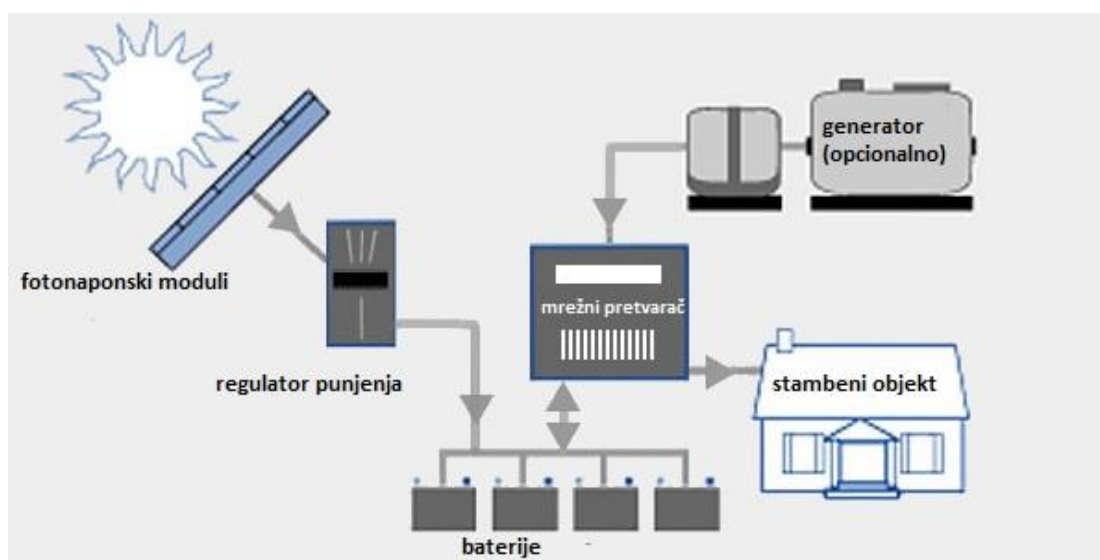 generator
(opcionalno)
fotonaponski moduli
mrežni pretvarač
regulator punjenja
stambeni objekt
baterije